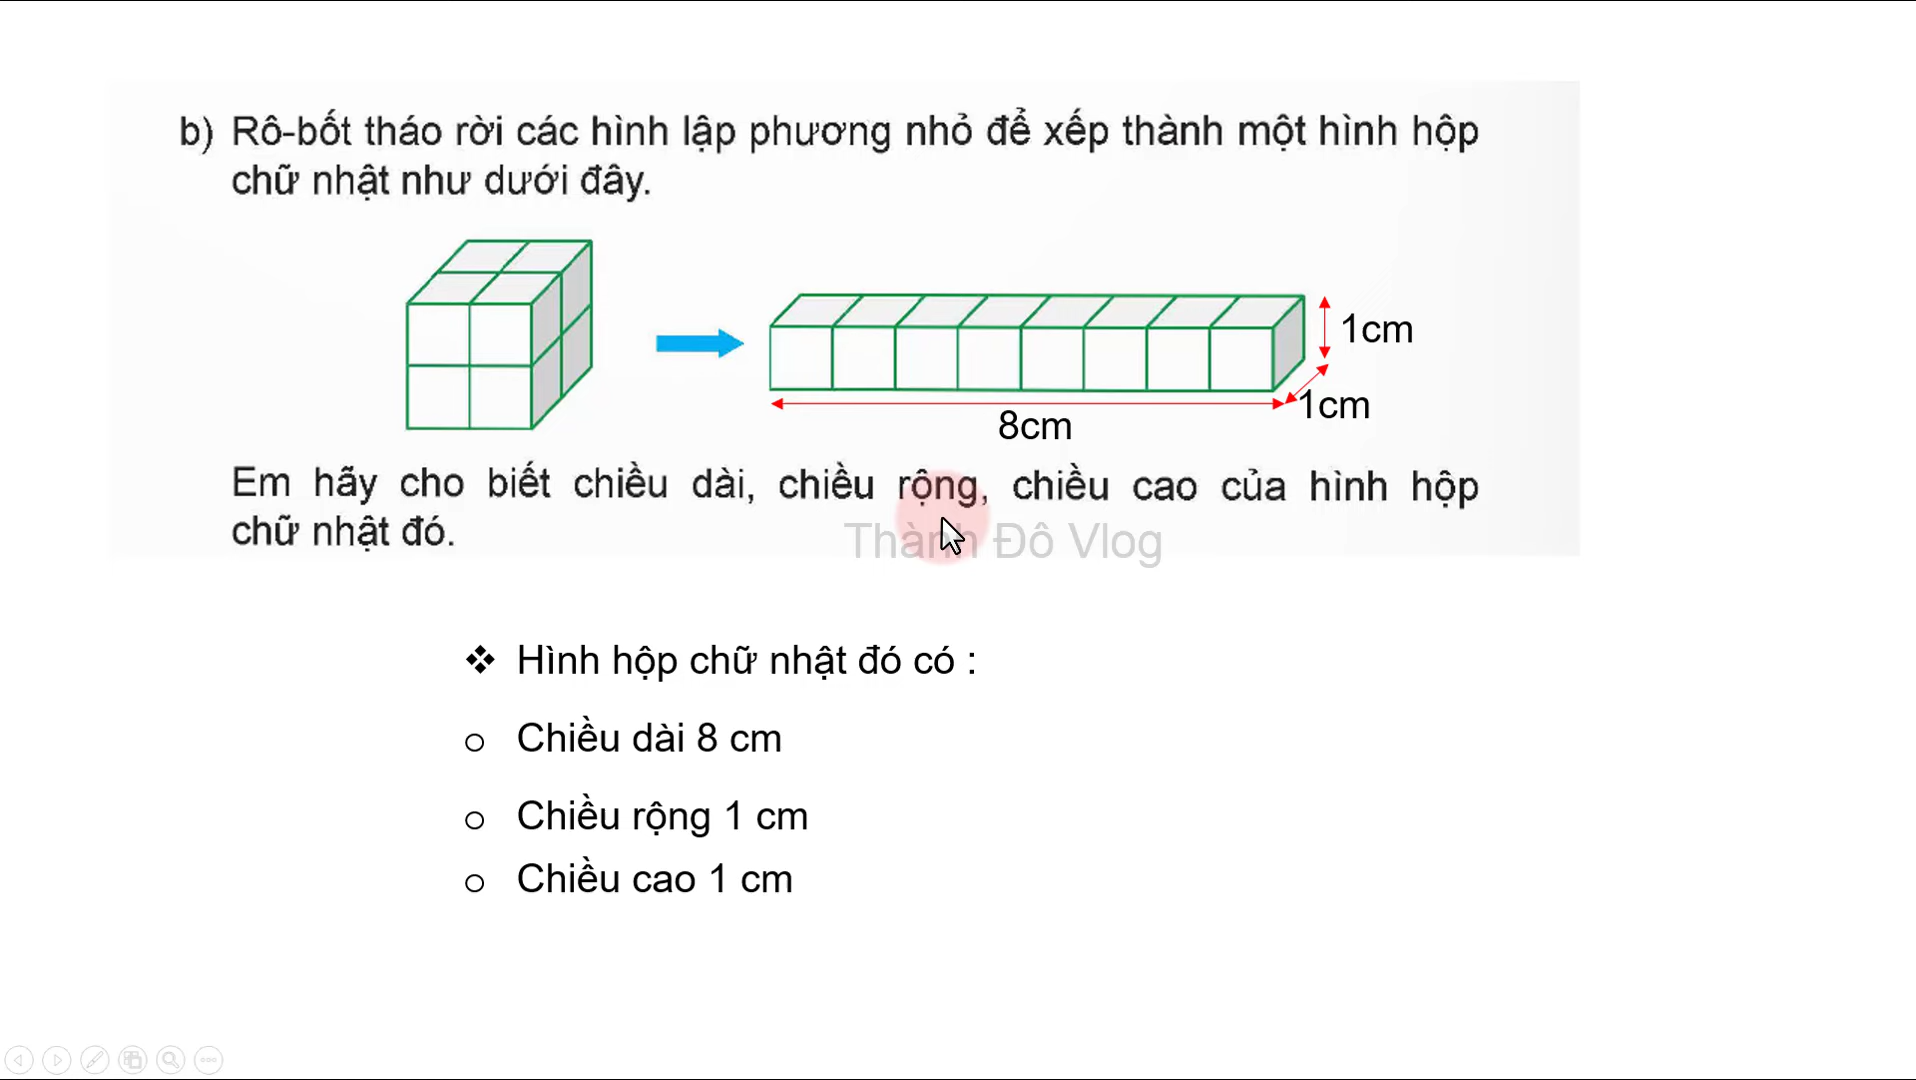 b) Rô-bốt tháo rời các hình lập phương nhỏ để xếp thành một hình hộp
chữ nhật như dưới đây.
1cm
1cm
8cm
Em hãy cho biết chiều dài, chiều rộng, chiều cao của hình hộp
chữ nhật đó.
Thành Đô Vlog
❖ Hình hộp chữ nhật đó có :
o Chiều dài 8 cm
o Chiều rộng 1 cm
o Chiều cao 1 cm